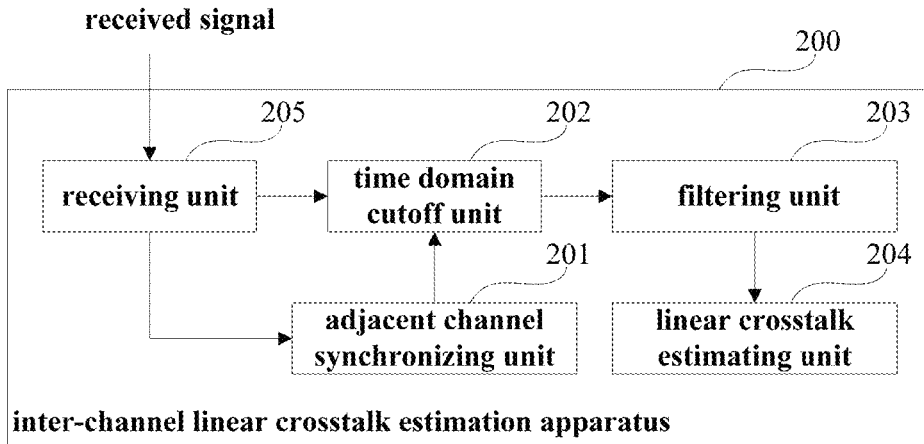 received signal
200
205
202
203
receiving unit
time domain
cutoff unit
filtering unit
201
204
adjacent channel
synchronizing unit
linear crosstalk
estimating unit
inter-channel linear crosstalk estimation apparatus